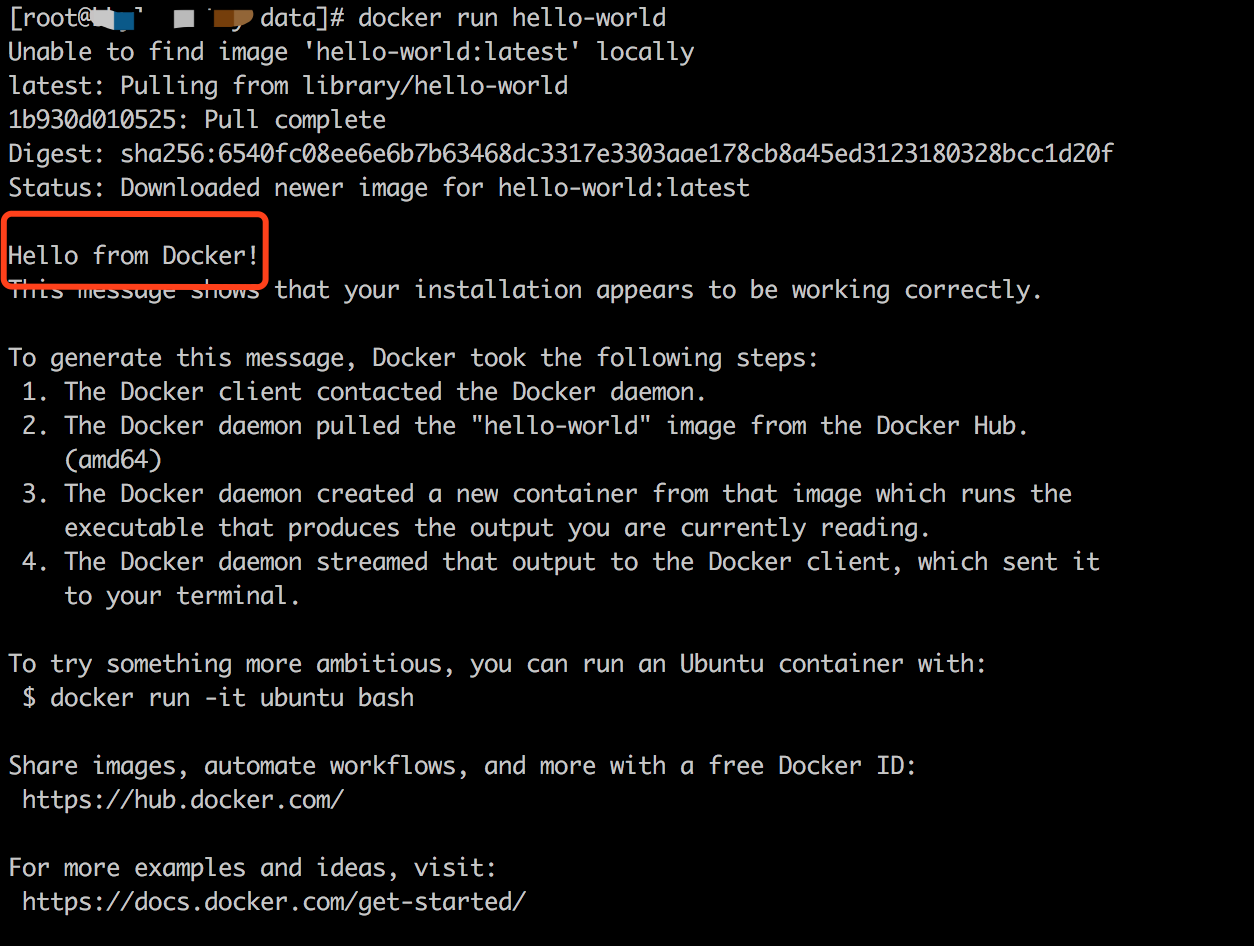 [root@ data]# docker run hello-world
Unable to find image 'hello-world:latest' locally
latest: Pulling from library/hello-world
1b930d010525: Pull complete
Digest: sha256:6540fc08ee6e6b7b63468dc3317e3303aae178cb8a45ed3123180328bcc1d20f
Status: Downloaded newer image for hello-world:latest
Hello from Docker!
This message shows that your installation appears to be working correctly.
To generate this message, Docker took the following steps:
1. The Docker client contacted the Docker daemon.
2. The Docker daemon pulled the "hello-world" image from the Docker Hub.
(amd64)
3. The Docker daemon created a new container from that image which runs the
executable that produces the output you are currently reading.
4. The Docker daemon streamed that output to the Docker client, which sent it
to your terminal.
To try something more ambitious, you can run an Ubuntu container with:
$ docker run -it ubuntu bash
Share images, automate workflows, and more with a free Docker ID:
https://hub.docker.com/
For more examples and ideas, visit:
https://docs.docker.com/get-started/